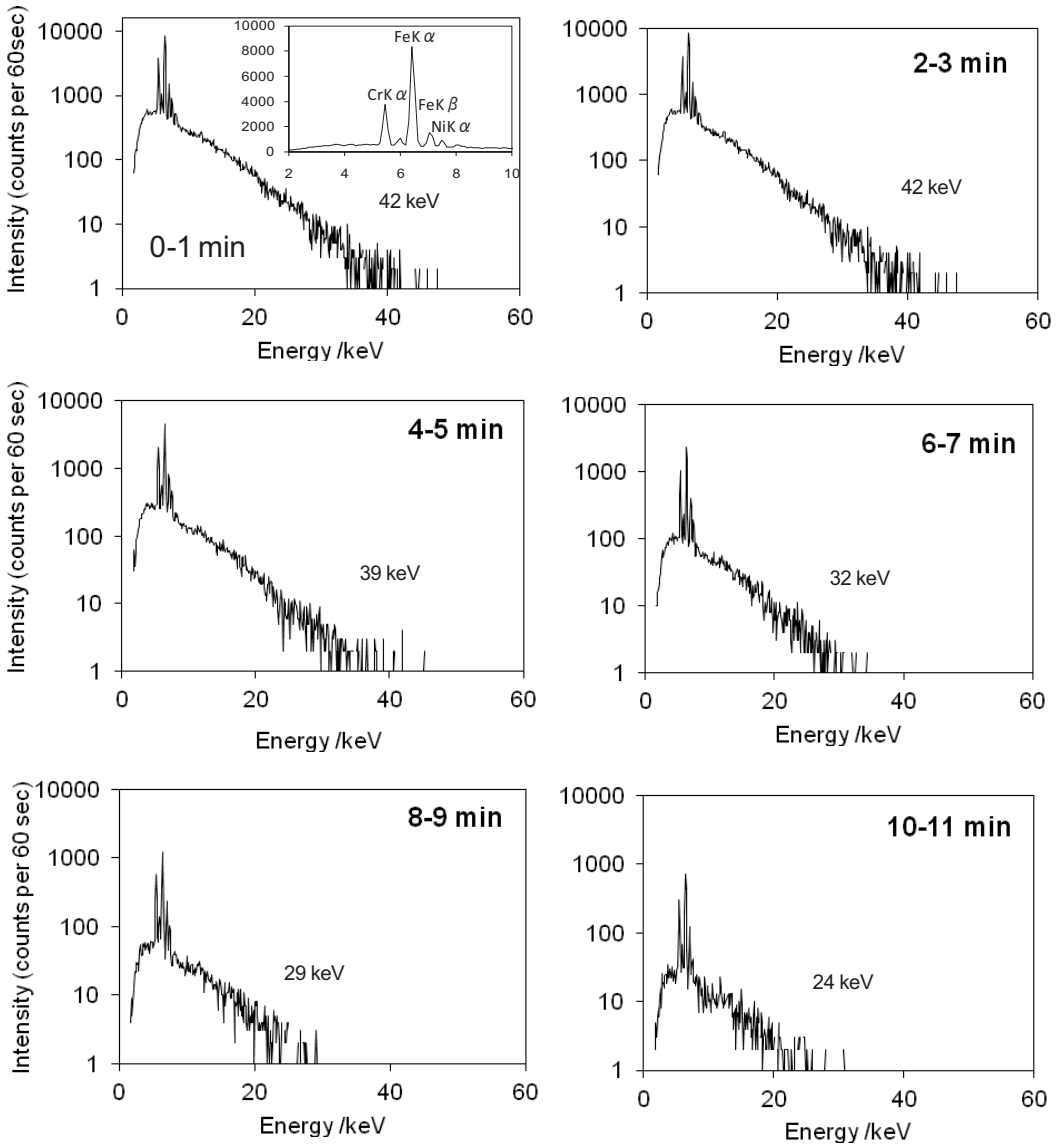 Intensity (counts per 60sec)
10000
1000
100
10
1
0 20 40 60
Energy /keV
0-1 min
42 keV
10000
8000
6000
4000
2000
0
2 4 6 8 10
FeK α
CrK α
FeK β
NiK α
10000
1000
100
10
1
0 20 40 60
Energy /keV
2-3 min
42 keV
Intensity (counts per 60 sec)
10000
1000
100
10
1
0 20 40 60
Energy /keV
4-5 min
39 keV
10000
1000
100
10
1
0 20 40 60
Energy /keV
6-7 min
32 keV
Intensity (counts per 60 sec)
10000
1000
100
10
1
0 20 40 60
Energy /keV
8-9 min
29 keV
10000
1000
100
10
1
0 20 40 60
Energy /keV
10-11 min
24 keV